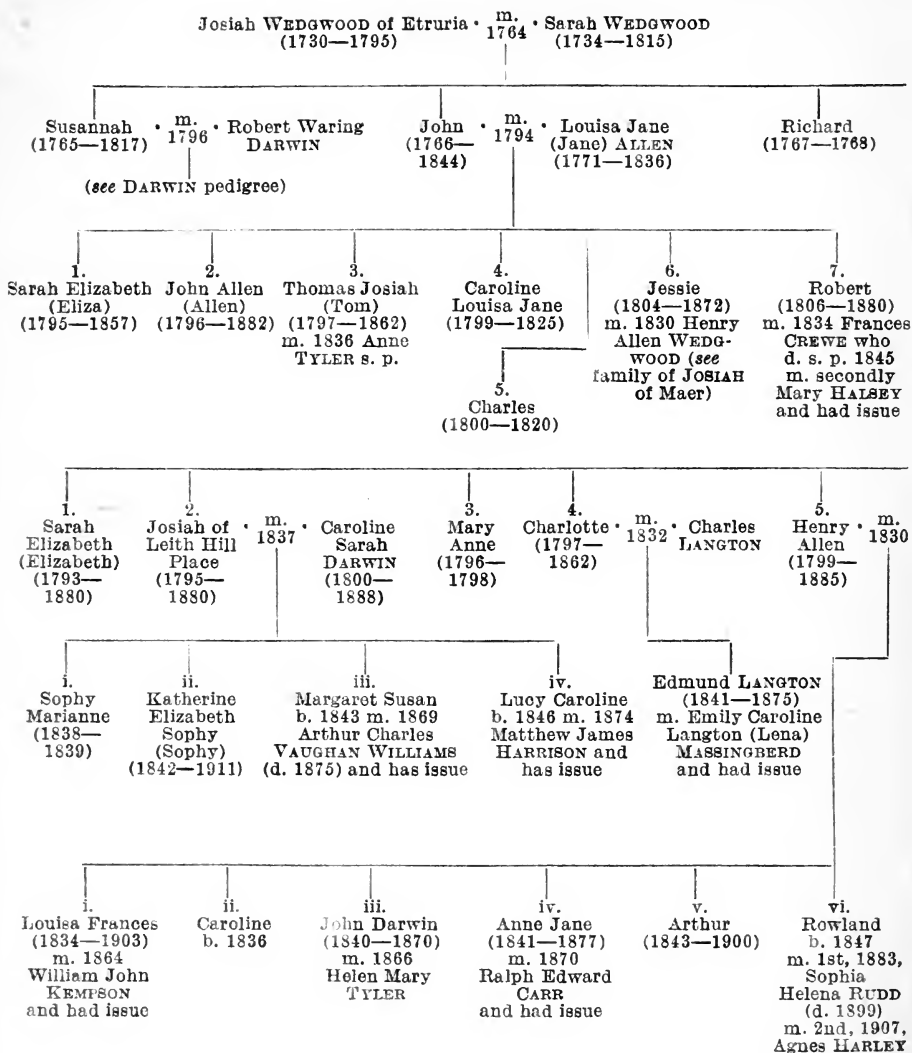 Josiah WEDGWOOD of Etruria • m. 1764 • Sarah WEDGWOOD
(1730—1795) (1734—1815)
Susannah • m. 1796 • Robert Waring
(1765—1817) DARWIN
(see DARWIN pedigree)
John • m. 1794 • Louisa Jane
(1766— (Jane) ALLEN
1844) (1771—1836)
Richard
(1767—1768)
1.
Sarah Elizabeth
(Eliza)
(1795—1857)
2.
John Allen
(Allen)
(1796—1882)
3.
Thomas Josiah
(Tom)
(1797—1862)
m. 1836 Anne
TYLER s. p.
4.
Caroline
Louisa Jane
(1799—1825)
5.
Charles
(1800—1820)
6.
Jessie
(1804—1872)
m. 1830 Henry
Allen WEDG-
WOOD (see
family of JOSIAH
of Maer)
7.
Robert
(1806—1880)
m. 1834 Frances
CREWE who
d. s. p. 1845
m. secondly
Mary HALSEY
and had issue
1.
Sarah
Elizabeth
(Elizabeth)
(1793—
1880)
2.
Josiah of
Leith Hill
Place
(1795—
1880)
• m. 1837 •
Caroline
Sarah
DARWIN
(1800—
1888)
3.
Mary
Anne
(1796—
1798)
4.
Charlotte • m. 1832 • Charles
(1797— LANGTON
1862)
5.
Henry • m. 1830
Allen
(1799—
1885)
i.
Sophy
Marianne
(1838—
1839)
ii.
Katherine
Elizabeth
Sophy
(Sophy)
(1842—1911)
iii.
Margaret Susan
b. 1843 m. 1869
Arthur Charles
VAUGHAN WILLIAMS
(d. 1875) and has issue
iv.
Lucy Caroline
b. 1846 m. 1874
Matthew James
HARRISON and
has issue
Edmund LANGTON
(1841—1875)
m. Emily Caroline
Langton (Lena)
MASSINGBERD
and had issue
i.
Louisa Frances
(1834—1903)
m. 1864
William John
KEMPSON
and had issue
ii.
Caroline
b. 1836
iii.
John Darwin
(1840—1870)
m. 1866
Helen Mary
TYLER
iv.
Anne Jane
(1841—1877)
m. 1870
Ralph Edward
CARR
and had issue
v.
Arthur
(1843—1900)
vi.
Rowland
b. 1847
m. 1st, 1883,
Sophia
Helena RUDD
(d. 1899)
m. 2nd, 1907,
Agnes HARLEY